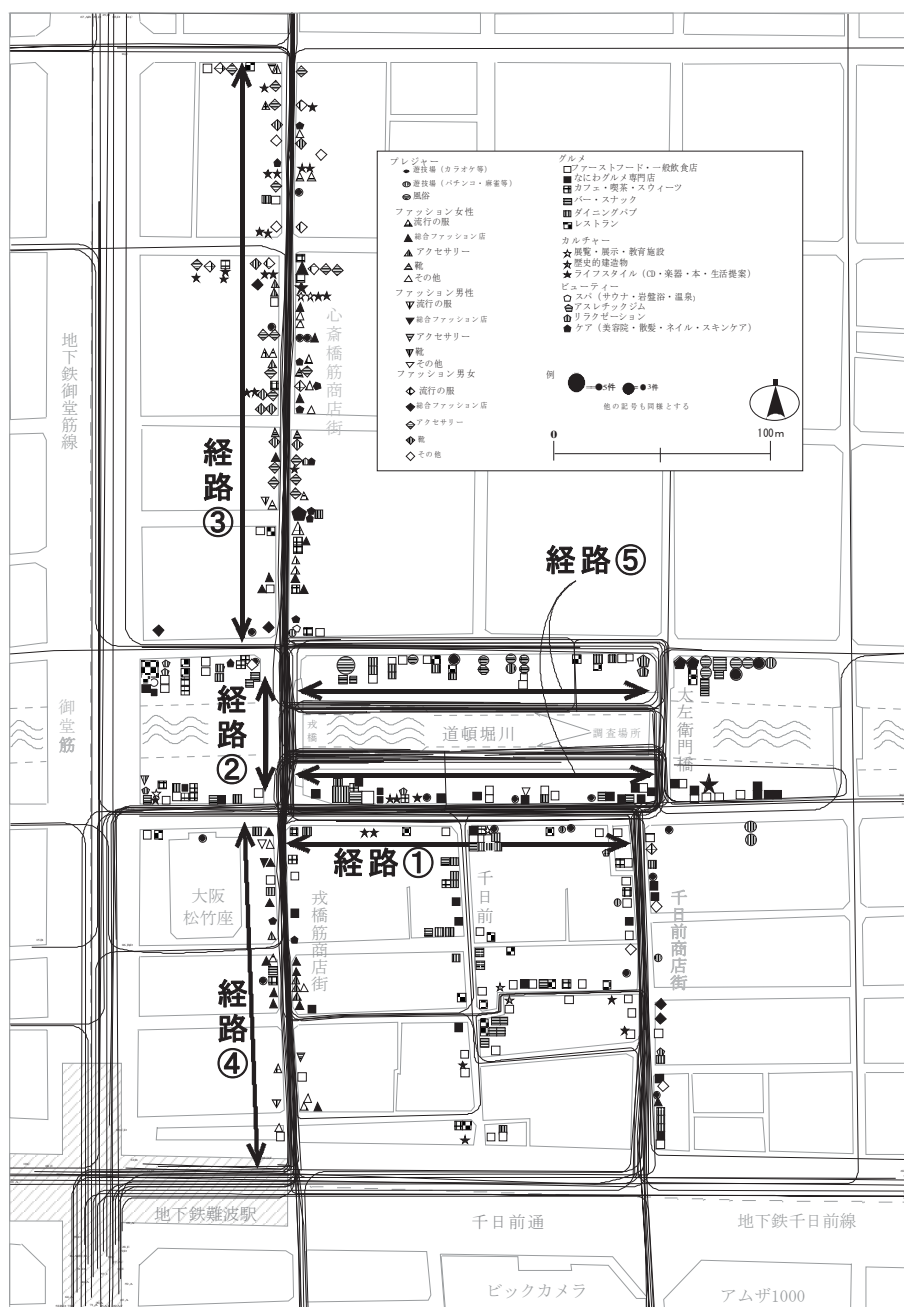 プレジャー
遊技場（カラオケ等）
遊技場（パチンコ・麻雀等）
風俗
ファッション女性
流行の服
総合ファッション店
アクセサリー
靴
その他
ファッション男性
流行の服
総合ファッション店
アクセサリー
靴
その他
ファッション男女
流行の服
総合ファッション店
アクセサリー
靴
その他
グルメ
ファーストフード・一般飲食店
なにわグルメ専門店
カフェ・喫茶・スウィーツ
バー・スナック
ダイニングパブ
レストラン
カルチャー
展覧・展示・教育施設
歴史的建造物
ライフスタイル（CD・楽器・本・生活提案）
ビューティー
スパ（サウナ・岩盤浴・温泉）
アスレチックジム
リラクゼーション
ケア（美容院・散髪・ネイル・スキンケア）
例
5件
3件
他の記号も同様とする
0
100m
心斎橋筋商店街
地下鉄御堂筋線
経路③
経路⑤
御堂筋
経路②
戎橋
道頓堀川
調査場所
太左衛門橋
経路①
大阪
松竹座
戎橋筋商店街
千日前
千日前商店街
経路④
地下鉄難波駅
千日前通
地下鉄千日前線
ビックカメラ
アムザ1000